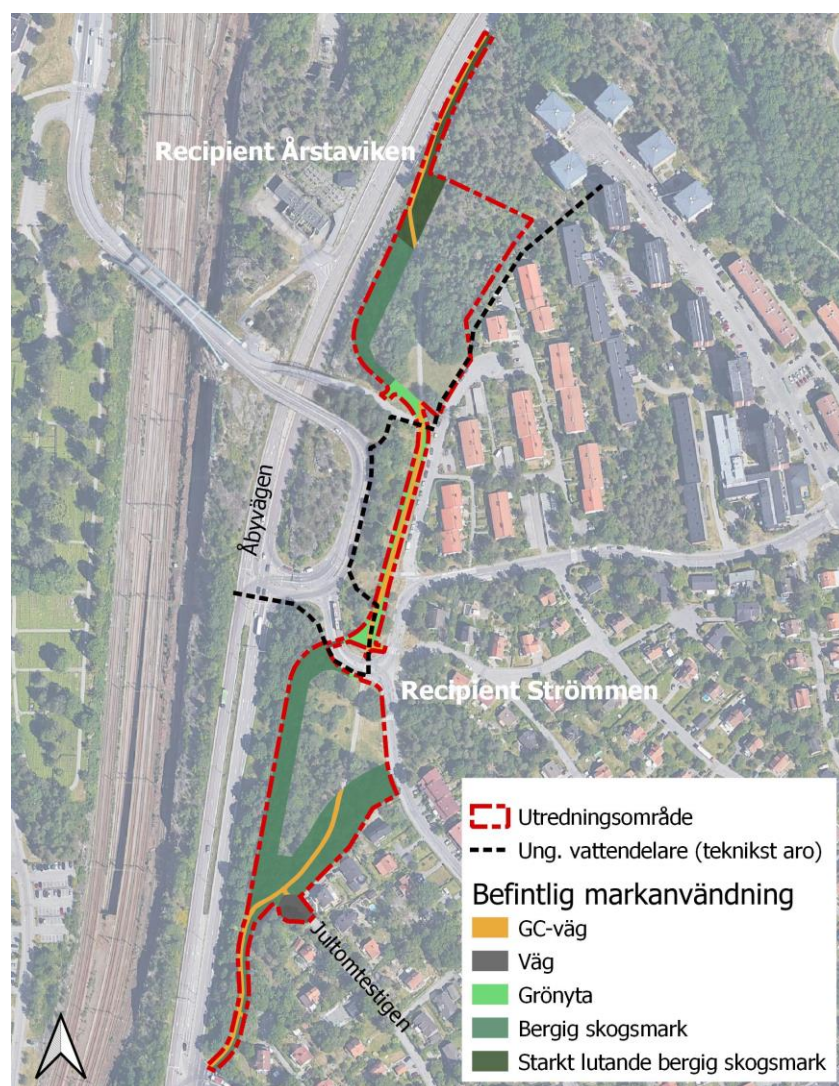 Recipient Årstaviken
Åbyvägen
Recipient Strömmen
Jultomtestigen
Utredningsområde
Ung. vattendelare (teknikst aro)
Befintlig markanvändning
GC-väg
Väg
Grönyta
Bergig skogsmark
Starkt lutande bergig skogsmark